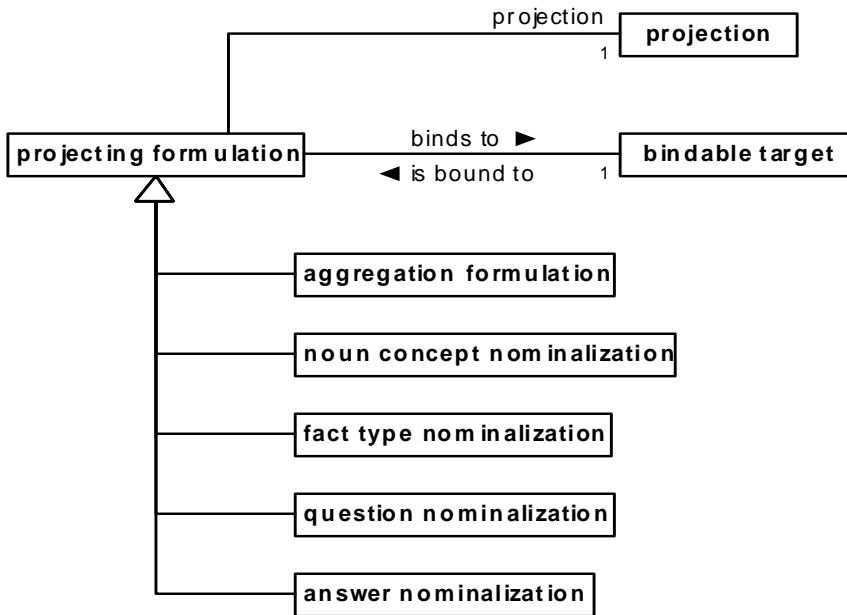 projection
1
projection
projecting formulation
binds to ►
◄ is bound to
1
bindable target
aggregation formulation
noun concept nominalization
fact type nominalization
question nominalization
answer nominalization